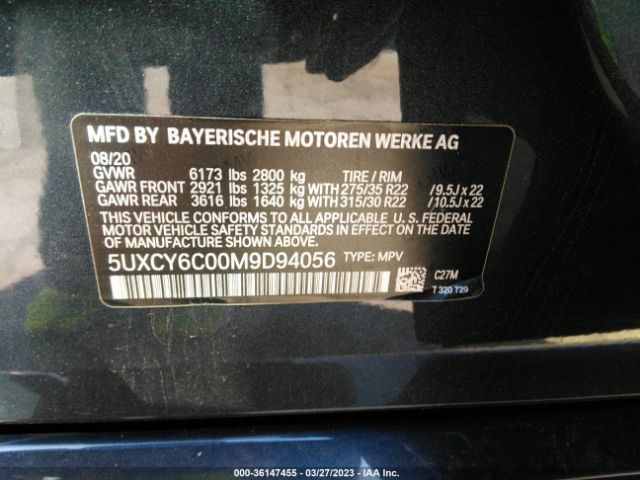 MFD BY BAYERISCHE MOTOREN WERKE AG
08/20
GVWR 6173 lbs 2800 kg TIRE / RIM
GAWR FRONT 2921 lbs 1325 kg WITH 275/35 R22 /9.5J x 22
GAWR REAR 3616 lbs 1640 kg WITH 315/30 R22 /10.5J x 22
THIS VEHICLE CONFORMS TO ALL APPLICABLE U. S. FEDERAL
MOTOR VEHICLE SAFETY STANDARDS IN EFFECT ON THE
DATE OF MANUFACTURE SHOWN ABOVE.
5UXCY6C00M9D94056 TYPE: MPV
C27M
7 320 729
000-36147455 — 03/27/2023 — IAA Inc.